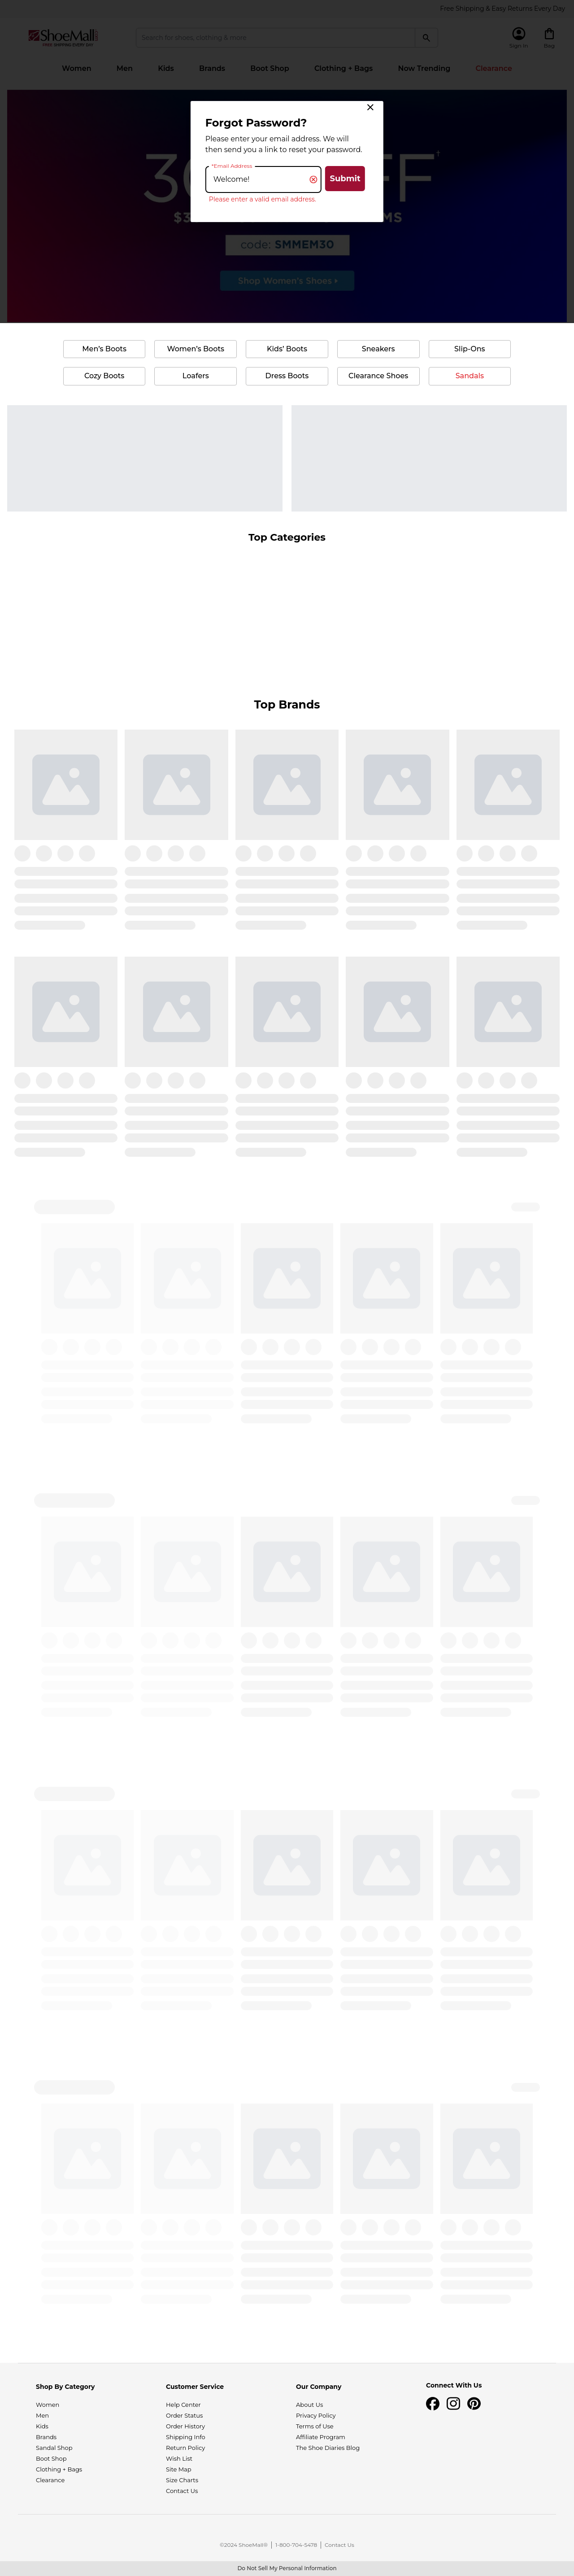 Free Shipping & Easy Returns Every Day
ShoeMall
FREE SHIPPING EVERY DAY
Search for shoes, clothing & more
Sign In
Bag
Women Men Kids Brands Boot Shop Clothing + Bags Now Trending Clearance
Forgot Password?
Please enter your email address. We will
then send you a link to reset your password.
*Email Address
Welcome!
Submit
Please enter a valid email address.
code: SMMEM30
Shop Women's Shoes
Men's Boots Women's Boots Kids' Boots Sneakers Slip-Ons
Cozy Boots Loafers Dress Boots Clearance Shoes Sandals
Top Categories
Top Brands
Shop By Category
Women
Men
Kids
Brands
Sandal Shop
Boot Shop
Clothing + Bags
Clearance
Customer Service
Help Center
Order Status
Order History
Shipping Info
Return Policy
Wish List
Site Map
Size Charts
Contact Us
Our Company
About Us
Privacy Policy
Terms of Use
Affiliate Program
The Shoe Diaries Blog
Connect With Us
©2024 ShoeMall® | 1-800-704-5478 | Contact Us
Do Not Sell My Personal Information